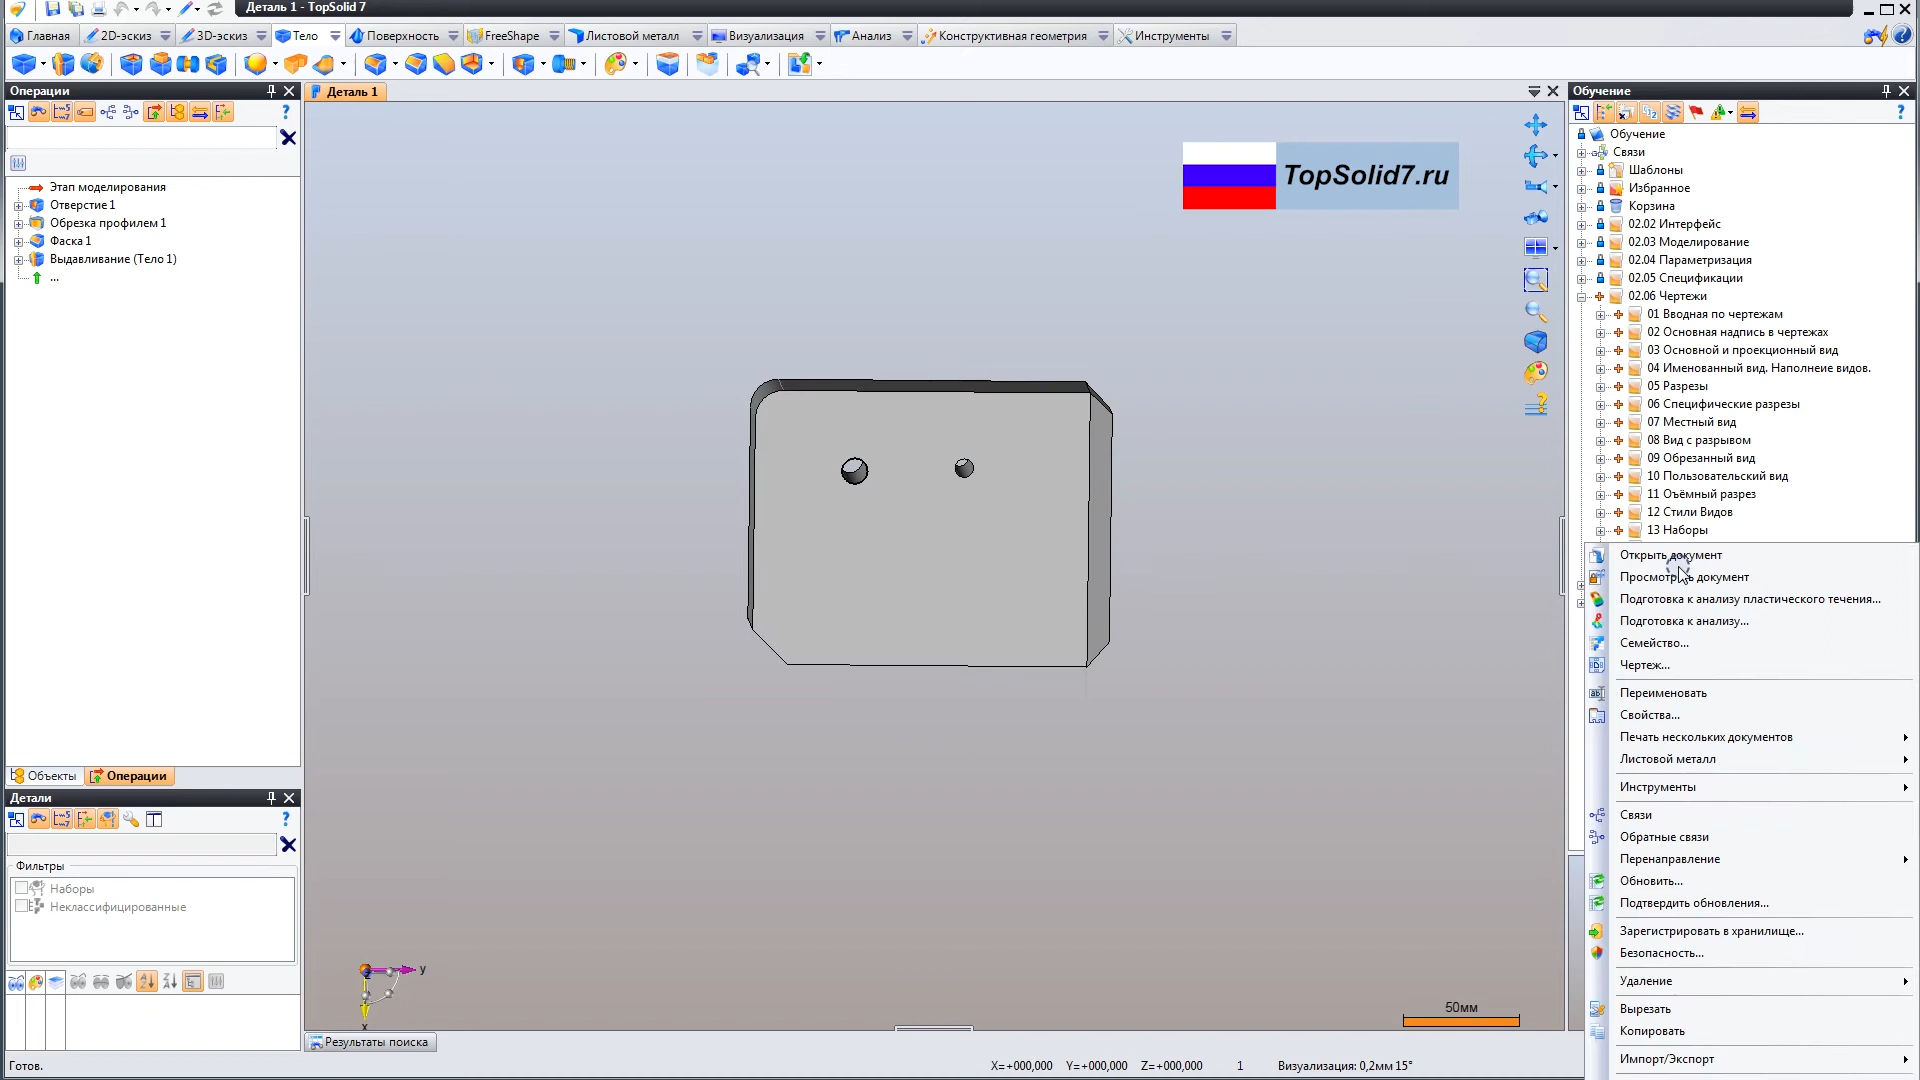 Деталь 1 - TopSolid 7
Главная
2D-эскиз
3D-эскиз
Тело
Поверхность
FreeShape
Листовой металл
Визуализация
Анализ
Конструктивная геометрия
Инструменты
Операции
Этап моделирования
Отверстие 1
Обрезка профилем 1
Фаска 1
Выдавливание (Тело 1)
...
Объекты
Операции
Детали
Фильтры
Наборы
Неклассифицированные
Готов.
Деталь 1
TopSolid7.ru
y
x
50мм
Результаты поиска
X=+000,000 Y=+000,000 Z=+000,000 1 Визуализация: 0,2мм 15°
Обучение
Обучение
Связи
Шаблоны
Избранное
Корзина
02.02 Интерфейс
02.03 Моделирование
02.04 Параметризация
02.05 Спецификации
02.06 Чертежи
01 Вводная по чертежам
02 Основная надпись в чертежах
03 Основной и проекционный вид
04 Именованный вид. Наполнеие видов.
05 Разрезы
06 Специфические разрезы
07 Местный вид
08 Вид с разрывом
09 Обрезанный вид
10 Пользовательский вид
11 Оъёмный разрез
12 Стили Видов
13 Наборы
Открыть документ
Просмотреть документ
Подготовка к анализу пластического течения...
Подготовка к анализу...
Семейство...
Чертеж...
Переименовать
Свойства...
Печать нескольких документов
Листовой металл
Инструменты
Связи
Обратные связи
Перенаправление
Обновить...
Подтвердить обновления...
Зарегистрировать в хранилище...
Безопасность...
Удаление
Вырезать
Копировать
Импорт/Экспорт